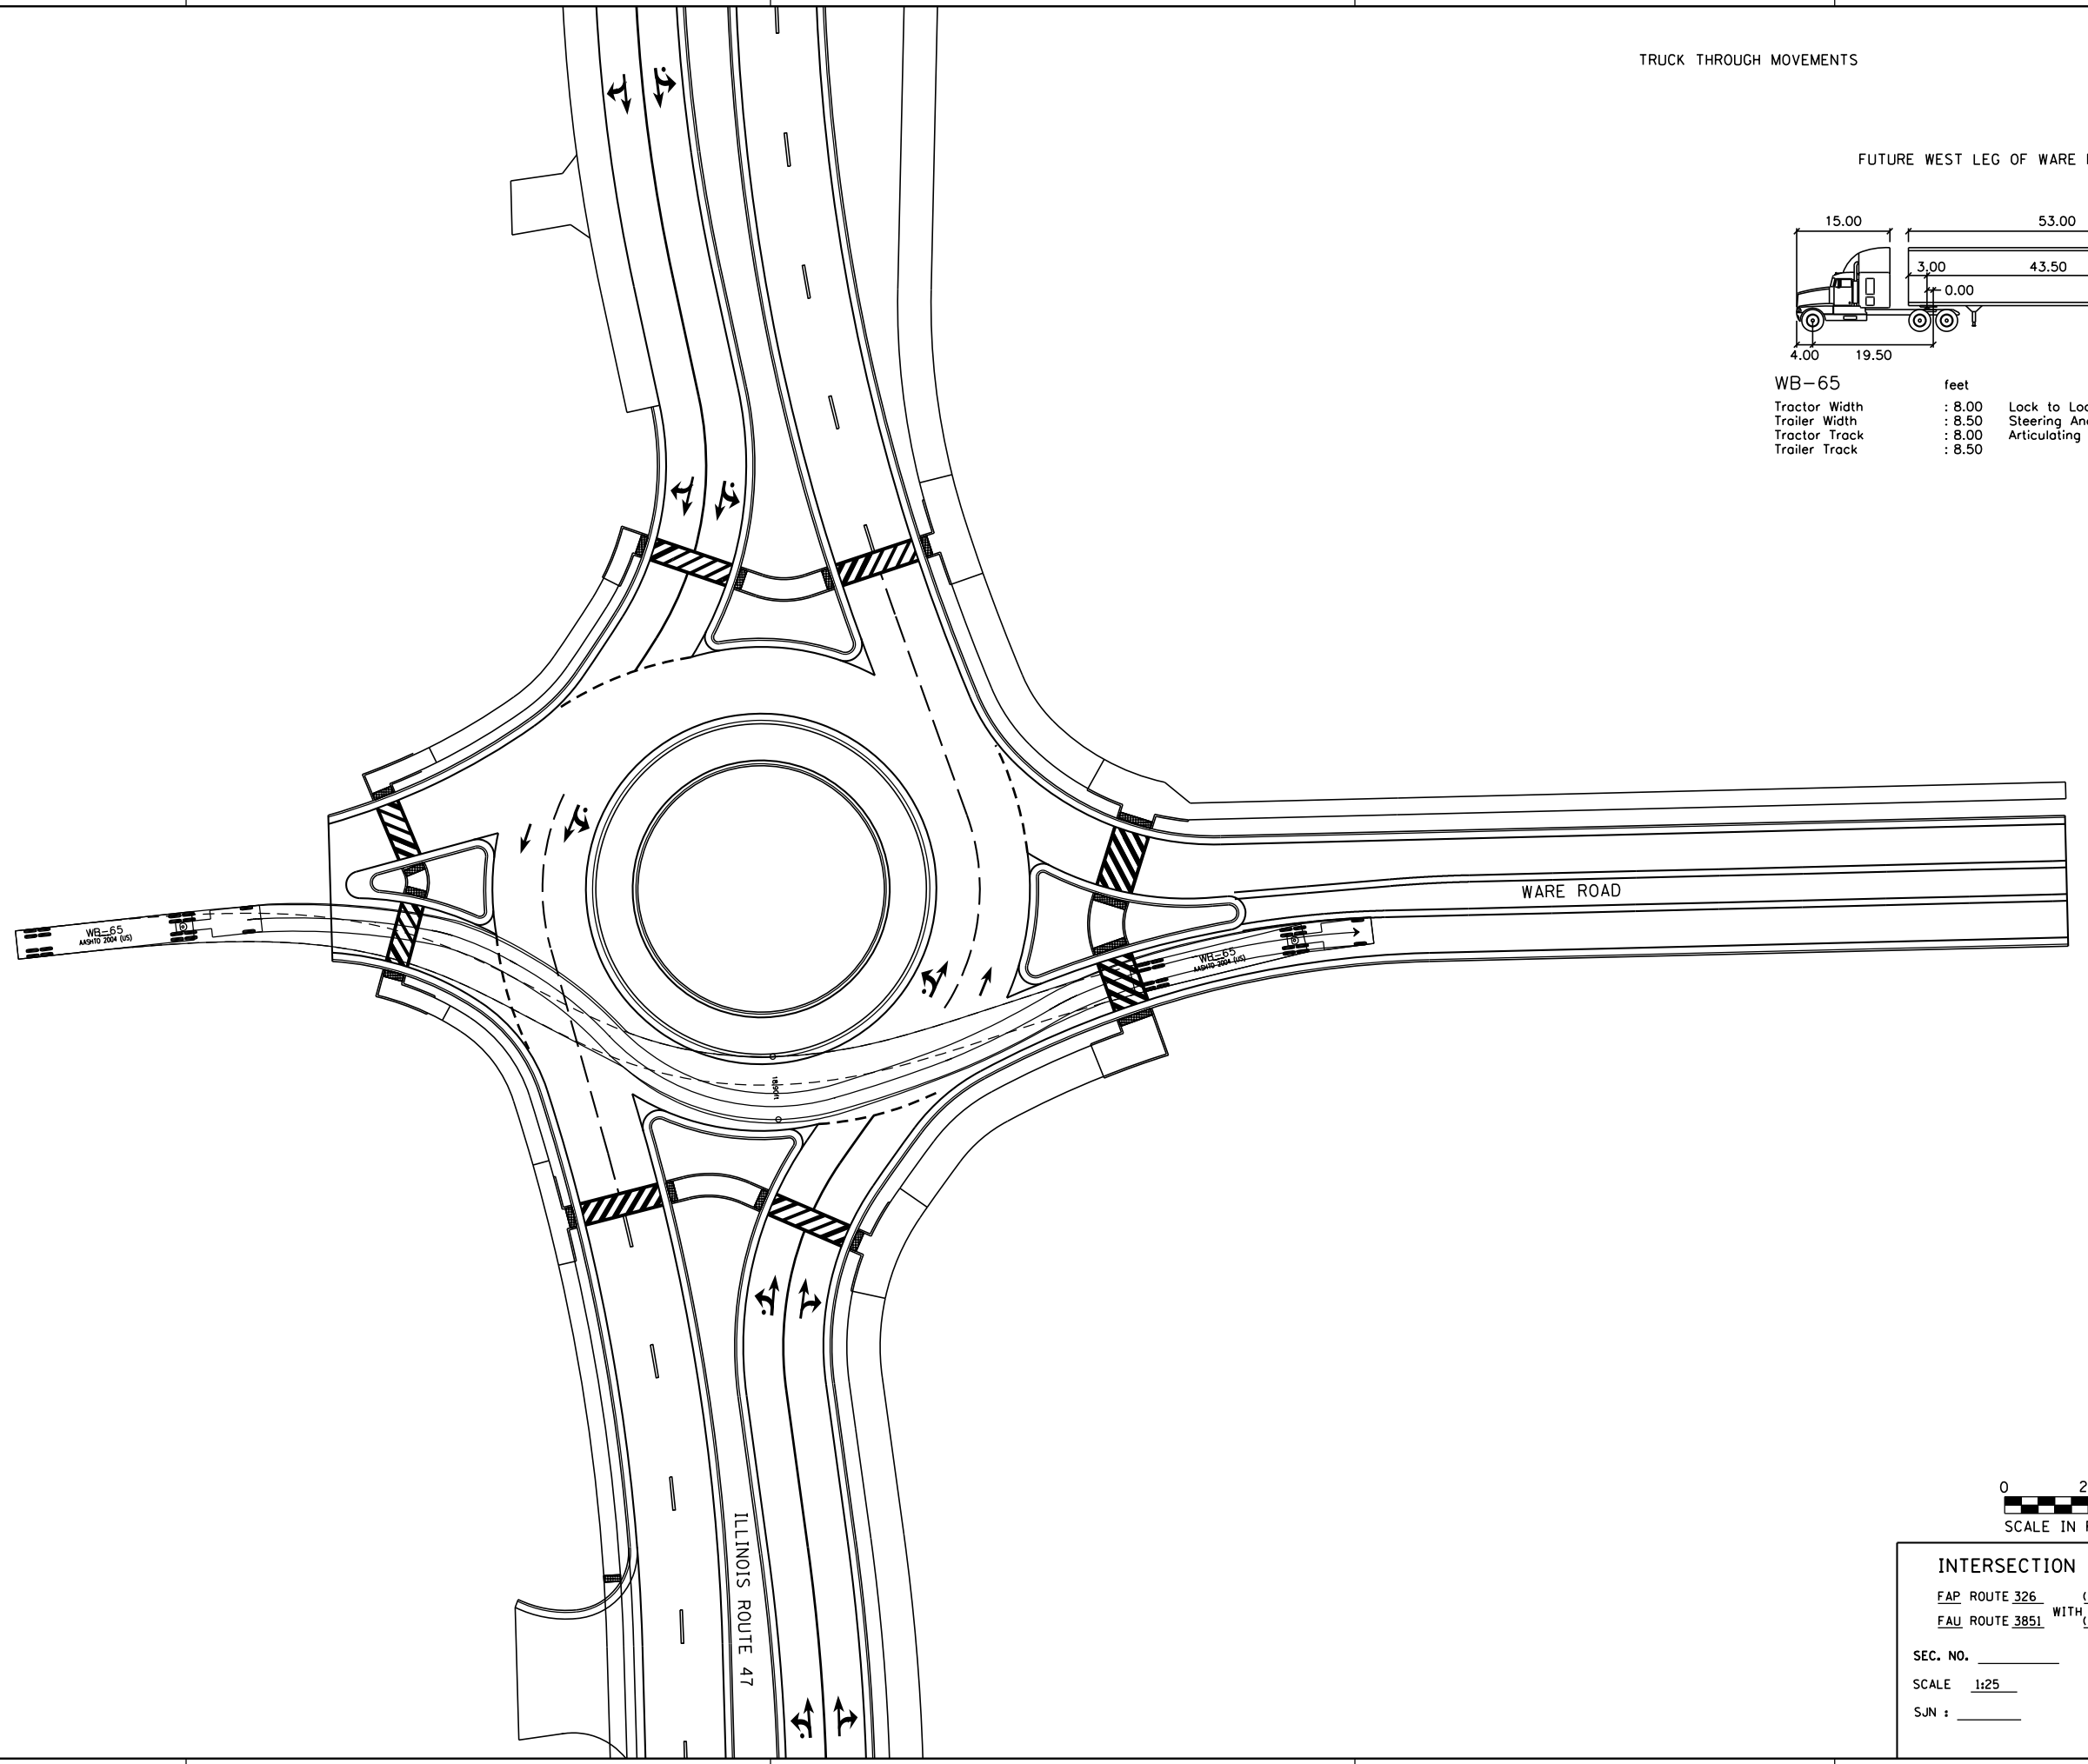 TRUCK THROUGH MOVEMENTS
FUTURE WEST LEG OF WARE
15.00
53.00
3.00
43.50
0.00
4.00
19.50
WB-65
feet
Tractor Width : 8.00 Lock to
Trailer Width : 8.50 Steering
Tractor Track : 8.00 Articulating
Trailer Track : 8.50
WARE ROAD
WB-65
AASHTO 2004 (US)
WB-65
AASHTO 2004 (US)
ILLINOIS ROUTE 47
0
2
SCALE IN
INTERSECTION
FAP ROUTE 326 (
WITH
FAU ROUTE 3851 (
SEC. NO.
SCALE 1:25
SJN :